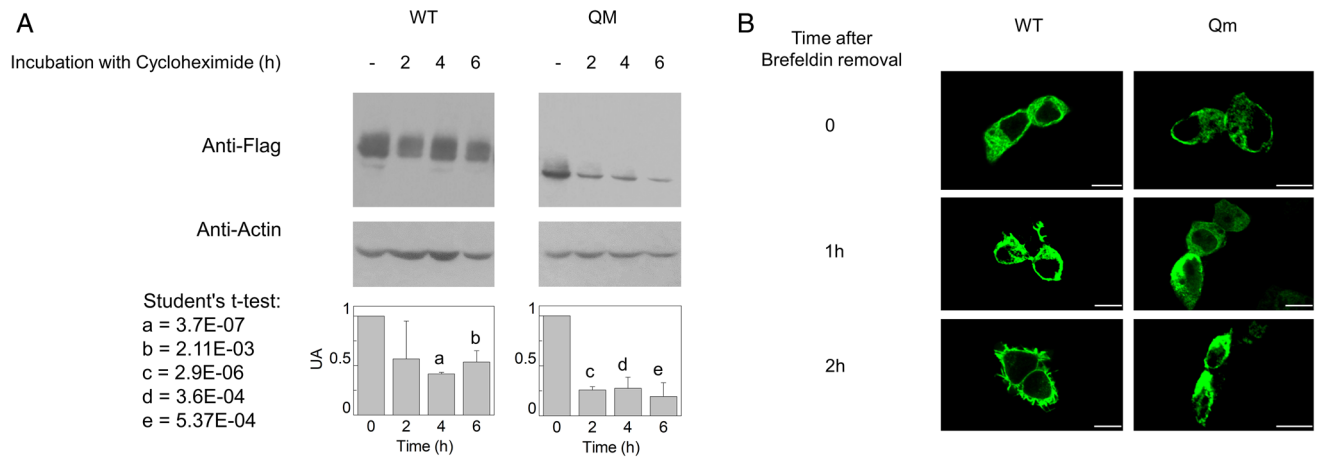 A
WT
QM
Incubation with Cycloheximide (h)
- 2 4 6
- 2 4 6
Anti-Flag
Anti-Actin
Student's t-test:
a = 3.7E-07
b = 2.11E-03
c = 2.9E-06
d = 3.6E-04
e = 5.37E-04
UA
1
0.5
0
a
b
0 2 4 6
Time (h)
1
0.5
0
c
d
e
0 2 4 6
Time (h)
B
Time after
Brefeldin removal
WT
Qm
0
1h
2h